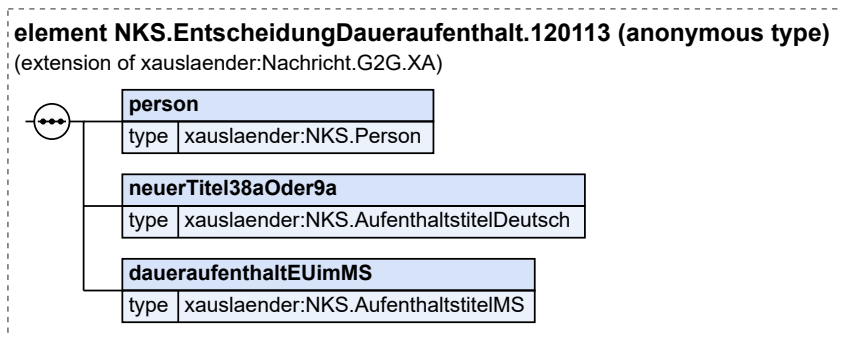 element NKS.EntscheidungDaueraufenthalt.120113 (anonymous type)
(extension of xauslaender:Nachricht.G2G.XA)
person
type xauslaender:NKS.Person
neuerTitel38aOder9a
type xauslaender:NKS.AufenthaltstitelDeutsch
daueraufenthaltEUimMS
type xauslaender:NKS.AufenthaltstitelMS